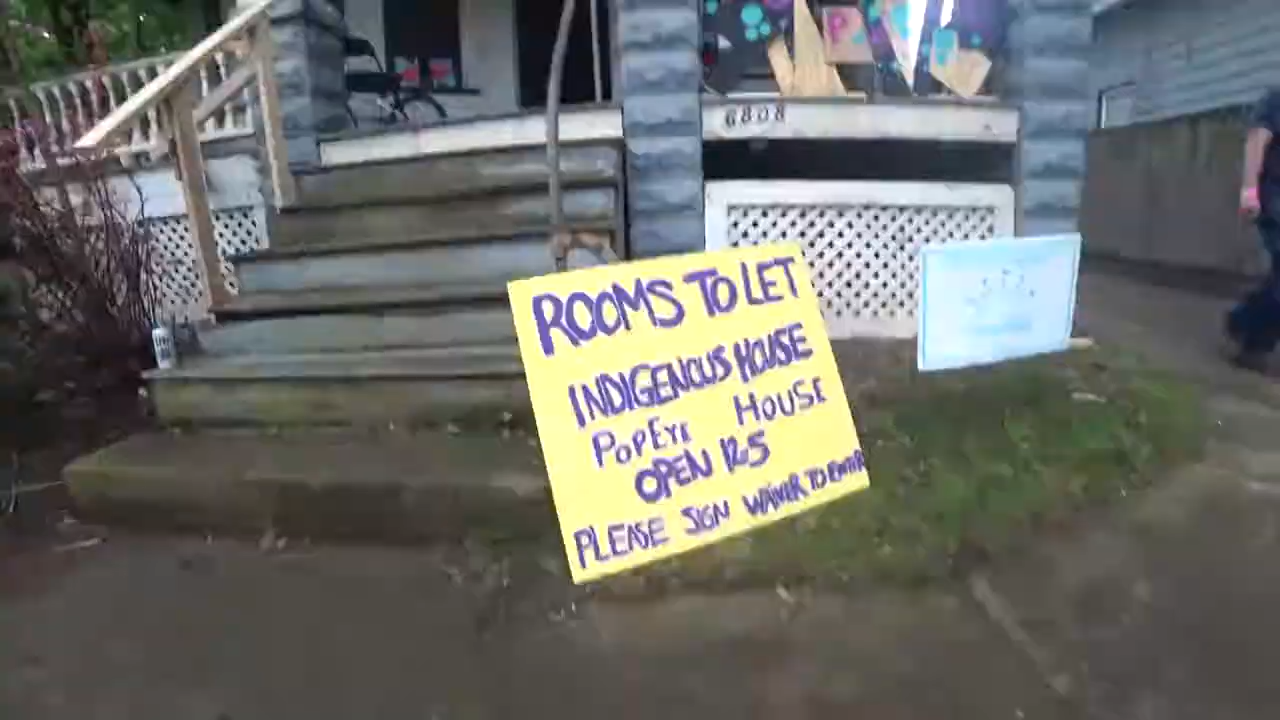 6808
ROOMS TO LET
INDIGENOUS HOUSE
POPEYE HOUSE
OPEN 12-5
PLEASE SIGN WAIVER TO ENTER